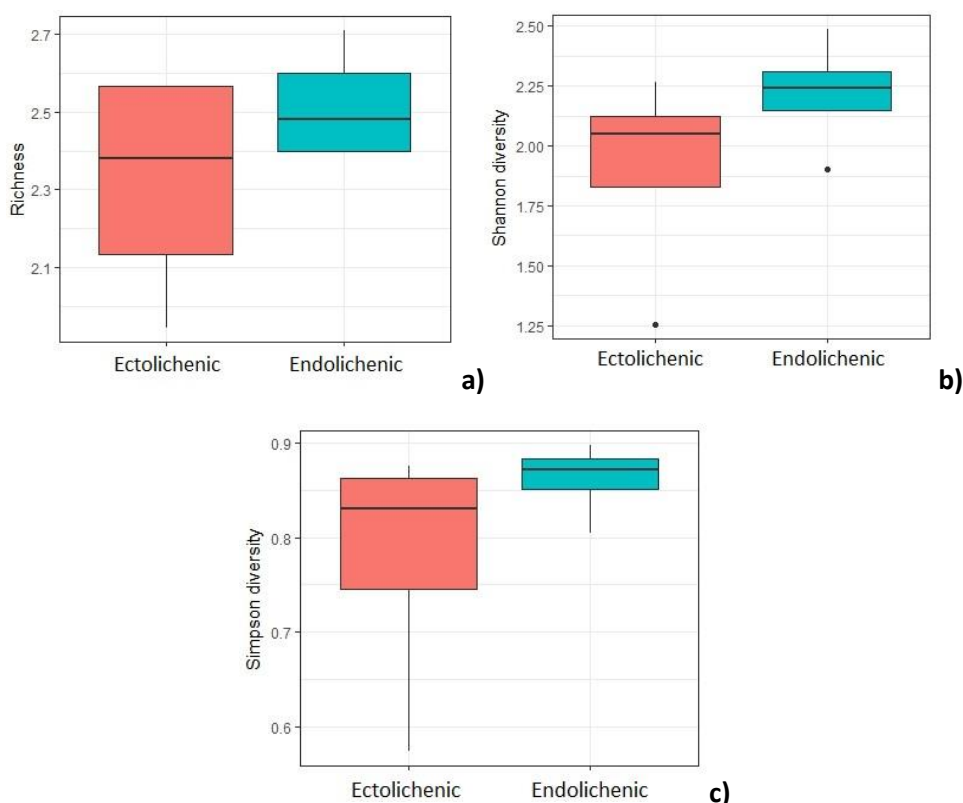 Richness
2.7
2.5
2.3
2.1
Ectolichenic Endolichenic
a)
Shannon diversity
2.50
2.25
2.00
1.75
1.50
1.25
Ectolichenic Endolichenic
b)
Simpson diversity
0.9
0.8
0.7
0.6
Ectolichenic Endolichenic
c)